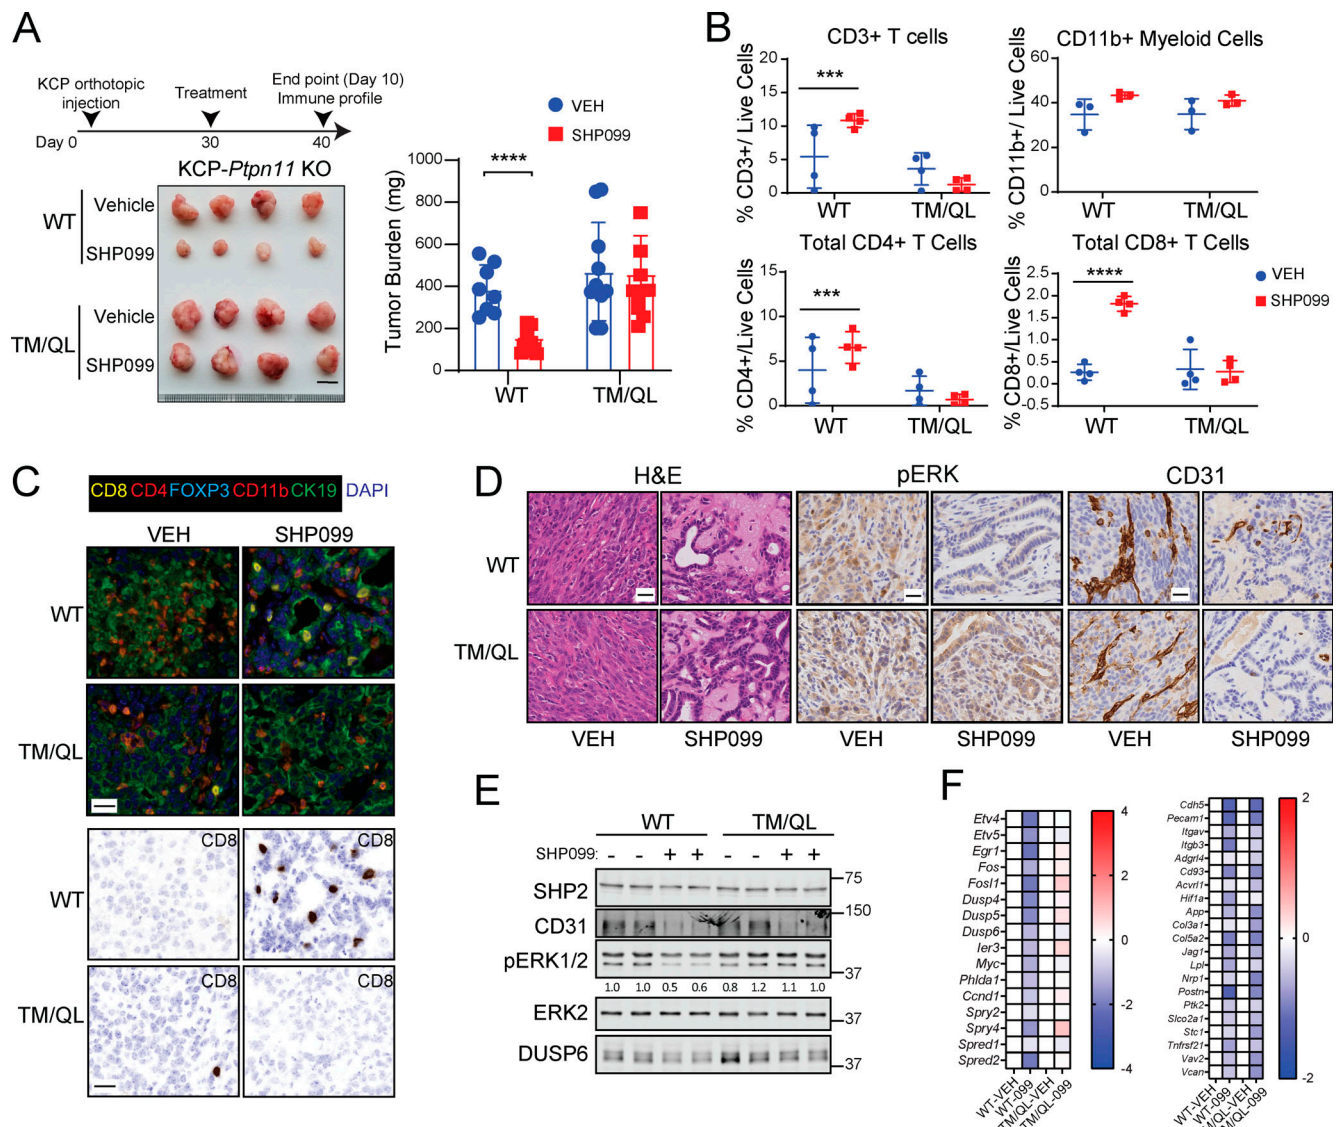 A
KCP orthotopic
injection
Treatment
End point (Day 10)
Immune profile
Day 0
30
40
KCP-Ptpn11 KO
WT
Vehicle
SHP099
TM/QL
Vehicle
SHP099
VEH
SHP099
Tumor Burden (mg)
1000
800
600
400
200
0
****
WT
TM/QL
B
CD3+ T cells
% CD3+/ Live Cells
20
15
10
5
0
***
WT
TM/QL
CD11b+ Myeloid Cells
% CD11b+/ Live Cells
60
40
20
0
WT
TM/QL
Total CD4+ T Cells
% CD4+/Live Cells
15
10
5
0
***
WT
TM/QL
Total CD8+ T Cells
% CD8+/Live Cells
2.5
2.0
1.5
1.0
0.5
0.0
-0.5
****
WT
TM/QL
VEH
SHP099
C
CD8 CD4 FOXP3 CD11b CK19 DAPI
VEH
SHP099
WT
TM/QL
WT
CD8
CD8
TM/QL
CD8
CD8
D
H&E
pERK
CD31
WT
TM/QL
VEH
SHP099
VEH
SHP099
VEH
SHP099
E
WT
TM/QL
SHP099: - - + + - - + +
SHP2
75
CD31
150
pERK1/2
37
1.0 1.0 0.5 0.6 0.8 1.2 1.1 1.0
ERK2
37
DUSP6
37
F
Etv4
Etv5
Egr1
Fos
Fosl1
Dusp4
Dusp5
Dusp6
Ier3
Myc
Phlda1
Ccnd1
Spry2
Spry4
Spred1
Spred2
WT-VEH
WT-099
TM/QL-VEH
TM/QL-099
4
2
0
-2
-4
Cdh5
Pecam1
Itgav
Itgb3
Adgrl4
Cd93
Acvrl1
Hif1a
App
Col3a1
Col5a2
Jag1
Lpl
Nrp1
Postn
Ptk2
Slco2a1
Stc1
Tnfrsf21
Vav2
Vcan
WT-VEH
WT-099
TM/QL-VEH
TM/QL-099
2
1
0
-1
-2